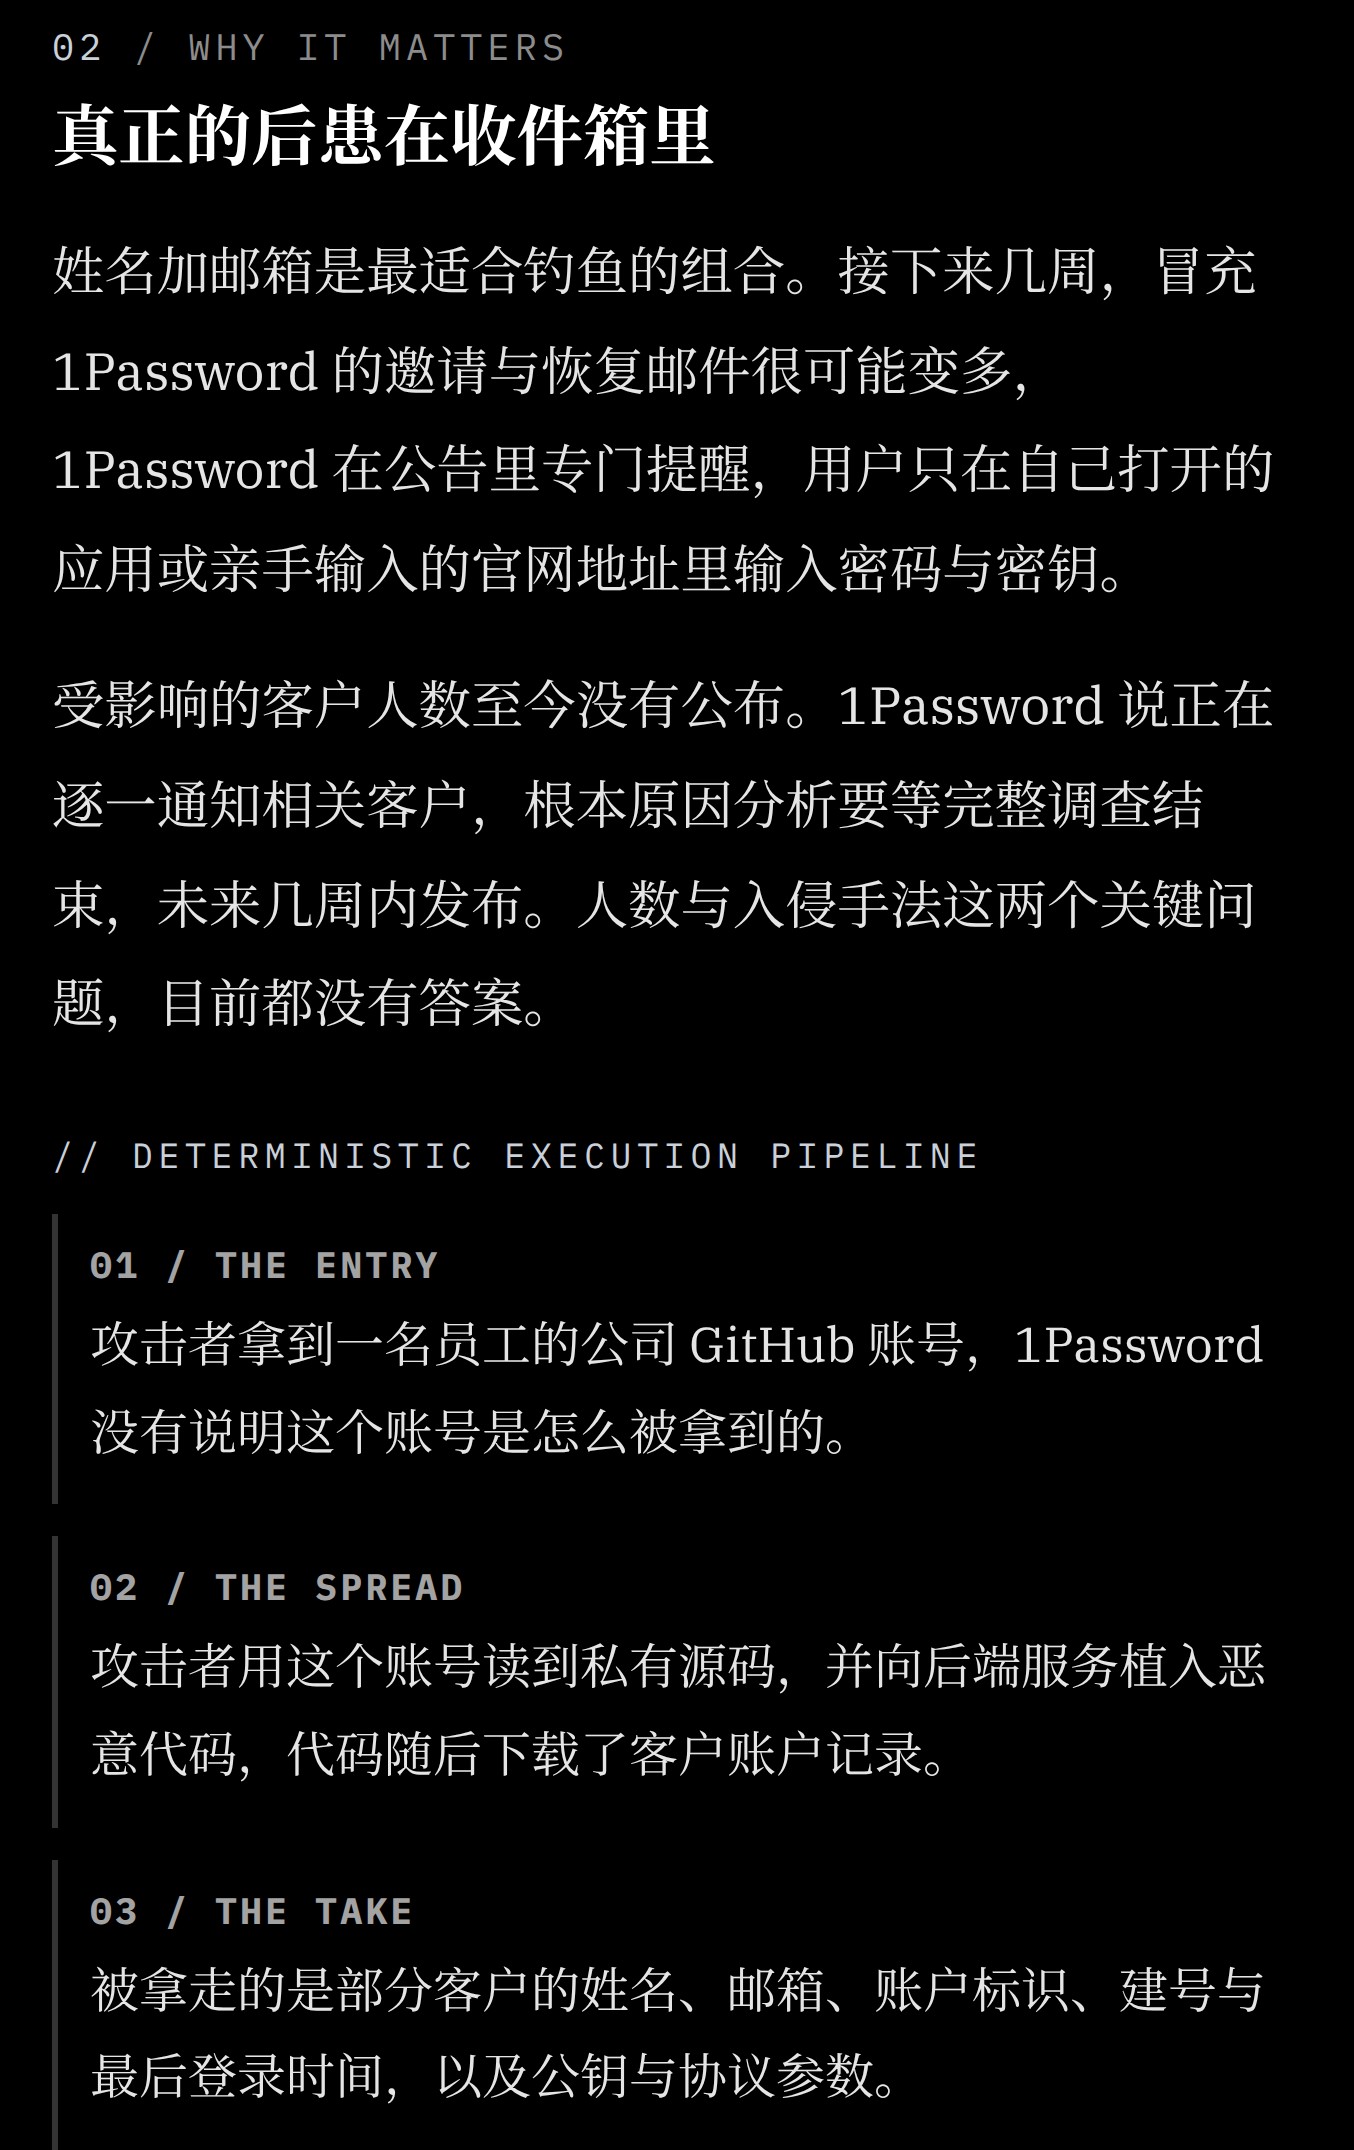 02 / WHY IT MATTERS
真正的后患在收件箱里
姓名加邮箱是最适合钓鱼的组合。接下来几周，冒充
1Password 的邀请与恢复邮件很可能变多，
1Password 在公告里专门提醒，用户只在自己打开的
应用或亲手输入的官网地址里输入密码与密钥。
受影响的客户人数至今没有公布。1Password 说正在
逐一通知相关客户，根本原因分析要等完整调查结
束，未来几周内发布。人数与入侵手法这两个关键问
题，目前都没有答案。
// DETERMINISTIC EXECUTION PIPELINE
01 / THE ENTRY
攻击者拿到一名员工的公司 GitHub 账号，1Password
没有说明这个账号是怎么被拿到的。
02 / THE SPREAD
攻击者用这个账号读到私有源码，并向后端服务植入恶
意代码，代码随后下载了客户账户记录。
03 / THE TAKE
被拿走的是部分客户的姓名、邮箱、账户标识、建号与
最后登录时间，以及公钥与协议参数。